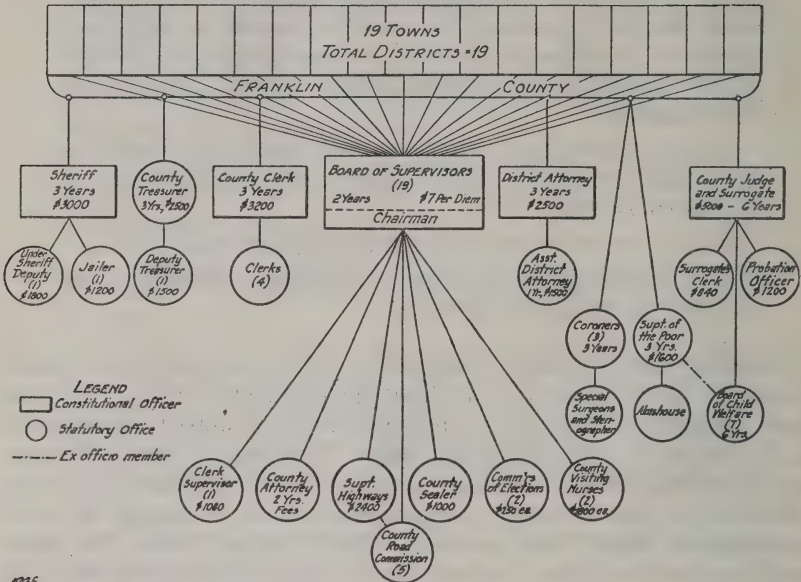 19 TOWNS
TOTAL DISTRICTS = 19
FRANKLIN COUNTY
Sheriff
3 Years
$3000
County
Treasurer
3 Yrs, $2500
County Clerk
3 Years
$3200
BOARD OF SUPERVISORS
(19)
2 Years $7 Per Diem
Chairman
District Attorney
3 Years
$2500
County Judge
and Surrogate
$5000 - 6 Years
Under
Sheriff
Deputy
(1)
$1800
Jailer
(1)
$1200
Deputy
Treasurer
(1)
$1500
Clerks
(4)
Asst.
District
Attorney
1 Yr, $1500
Surrogate's
Clerk
$840
Probation
Officer
$1200
Coroners
(3)
3 Years
Supt. of
the Poor
3 Yrs.
$1600
Special
Surgeons
and Stenographer
Almshouse
Board
of Child
Welfare
(7)
6 Yrs.
LEGEND
Constitutional Officer
Statutory Office
Ex officio member
Clerk
Supervisor
(1)
County
Attorney
2 Yrs.
Fees
Supt.
Highways
$2400
County
Sealer
$1000
Comm'rs
of Elections
(2)
County
Visiting
Nurses
(2)
County
Road
Commission
(5)